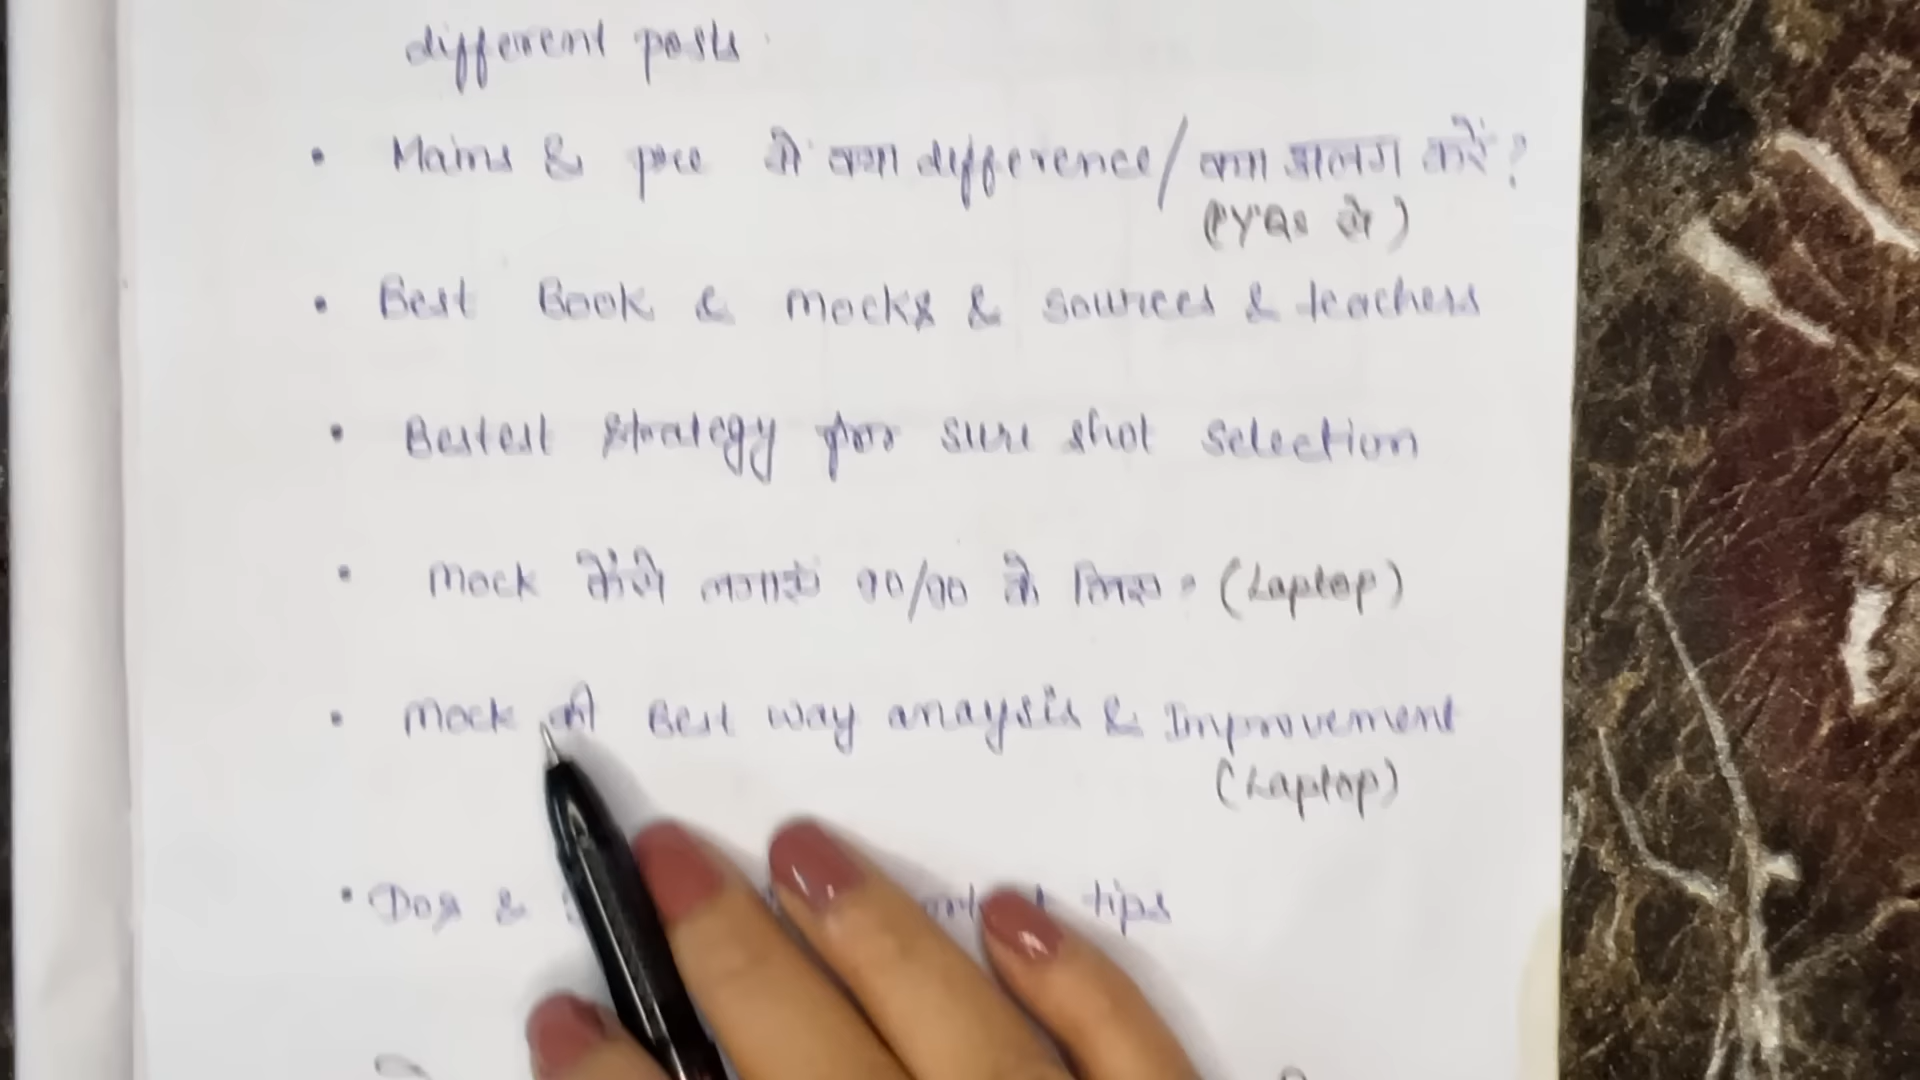 different posts
• Mains & pre में क्या difference/ क्या अलग करें?
(PYQs से)
• Best Book & mocks & sources & teachers
• Bestest strategy for sure shot selection
• Mock कैसे लगाएं 90/90 के लिए? (Laptop)
• Mock की Best way anaysis & Improvement
(Laptop)
• Dos & tips